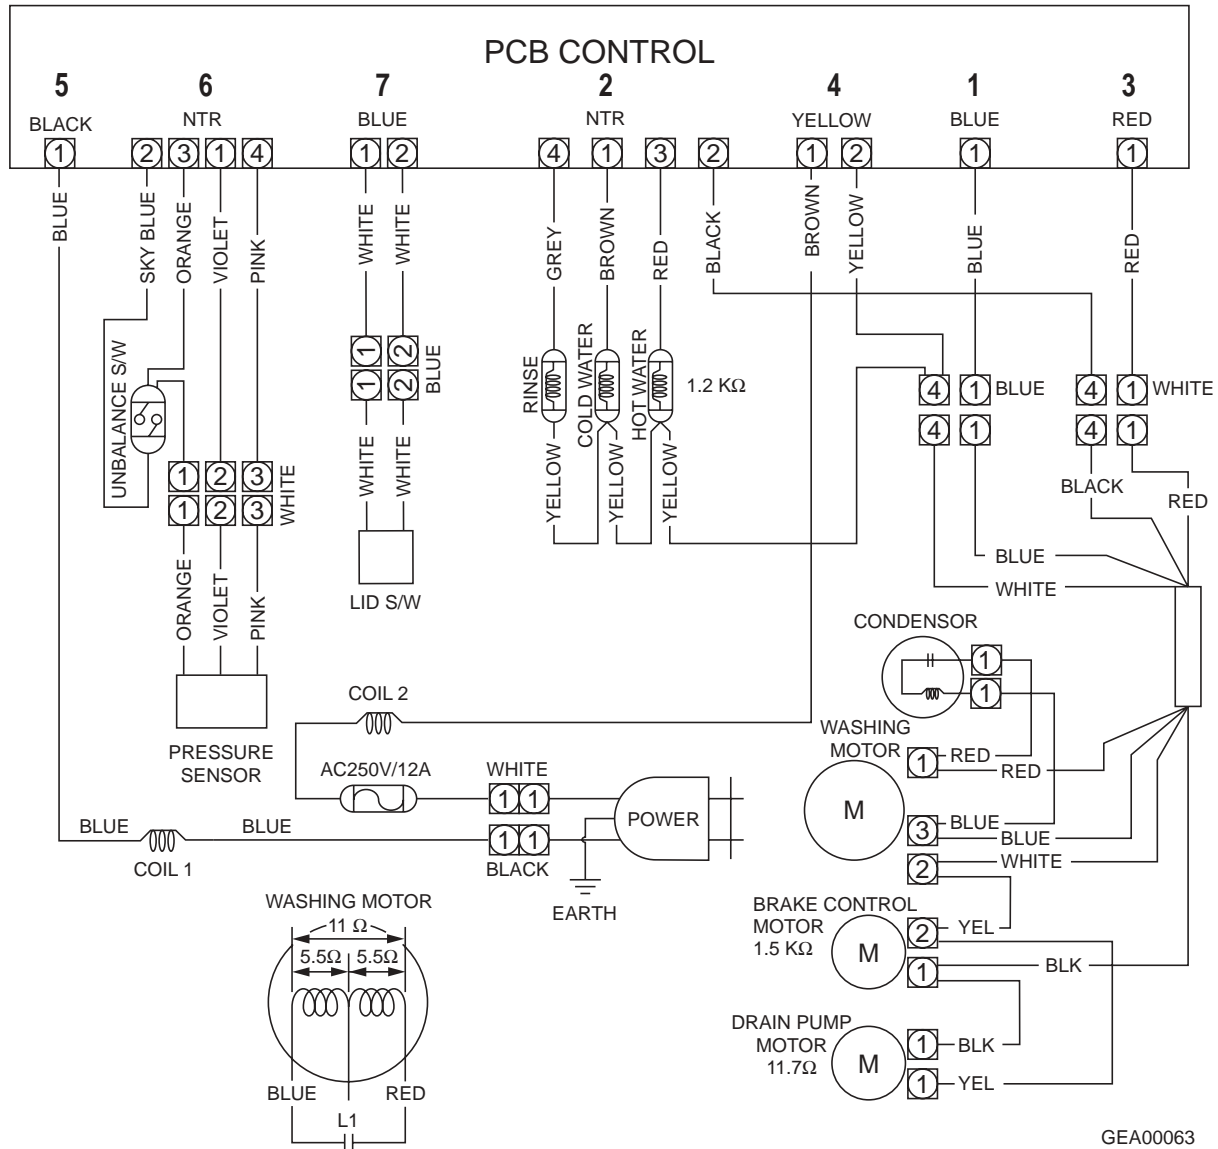 PCB CONTROL
5 6 7 2 4 1 3
BLACK NTR BLUE NTR YELLOW BLUE RED
1 2 3 1 4 1 2 4 1 3 2 1 2 1 1
BLUE
SKY BLUE
ORANGE
VIOLET
PINK
WHITE
WHITE
GREY
BROWN
RED
BLACK
BROWN
YELLOW
BLUE
RED
UNBALANCE S/W
1 2
1 2
BLUE
RINSE
COLD WATER
HOT WATER
1.2 KΩ
4 1 BLUE
4 1
4 1 WHITE
4 1
1 2 3
1 2 3
WHITE
WHITE
WHITE
YELLOW
YELLOW
YELLOW
BLACK
RED
BLUE
WHITE
ORANGE
VIOLET
PINK
LID S/W
PRESSURE
SENSOR
CONDENSOR
1
1
COIL 2
AC250V/12A
WHITE
1 1
POWER
BLUE
COIL 1
BLUE
1 1
BLACK
EARTH
WASHING
MOTOR
M
1
RED
RED
3
BLUE
BLUE
2
WHITE
BRAKE CONTROL
MOTOR
1.5 KΩ
M
2
YEL
1
BLK
DRAIN PUMP
MOTOR
11.7Ω
M
1
BLK
1
YEL
WASHING MOTOR
11 Ω
5.5Ω 5.5Ω
BLUE RED
L1
GEA00063